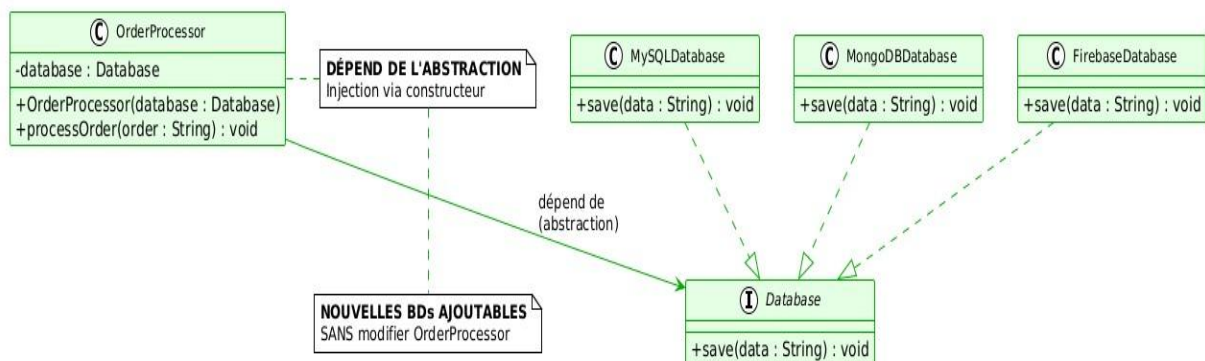 C OrderProcessor
-database : Database
+OrderProcessor(database : Database)
+processOrder(order : String) : void
DÉPEND DE L'ABSTRACTION
Injection via constructeur
C MySQLDatabase
+save(data : String) : void
C MongoDBDatabase
+save(data : String) : void
C FirebaseDatabase
+save(data : String) : void
dépend de
(abstraction)
NOUVELLES BDs AJOUTABLES
SANS modifier OrderProcessor
I Database
+save(data : String) : void